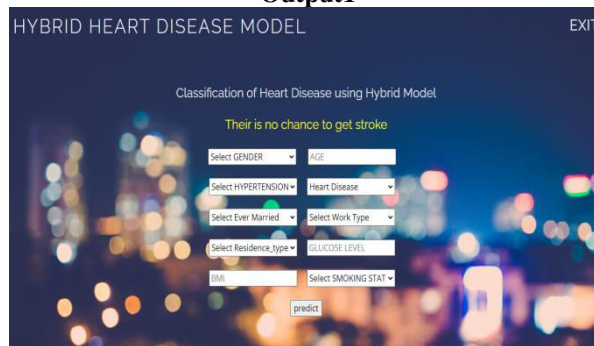 HYBRID HEART DISEASE MODEL EXIT
Classification of Heart Disease using Hybrid Model
Their is no chance to get stroke
Select GENDER AGE
Select HYPERTENSION Heart Disease
Select Ever Married Select Work Type
Select Residence_type GLUCOSE LEVEL
BMI Select SMOKING STAT
predict